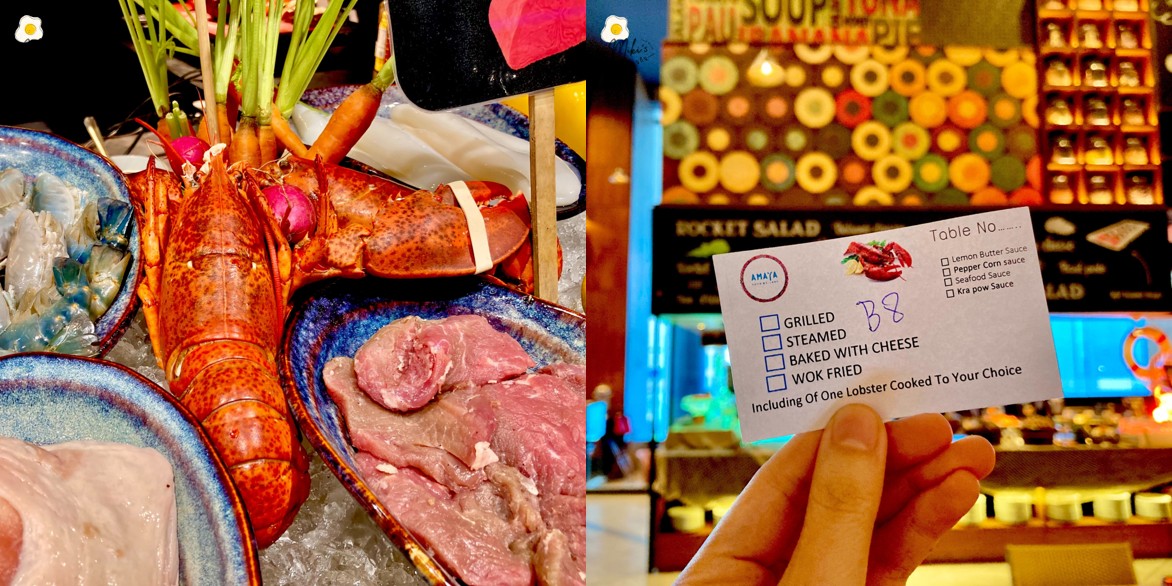 SOUP
PIE
ROCKET SALAD
Table No.......
AMAYA
Lemon Butter Sauce
Pepper Corn sauce
Seafood Sauce
Kra pow Sauce
B8
GRILLED
STEAMED
BAKED WITH CHEESE
WOK FRIED
Including Of One Lobster Cooked To Your Choice